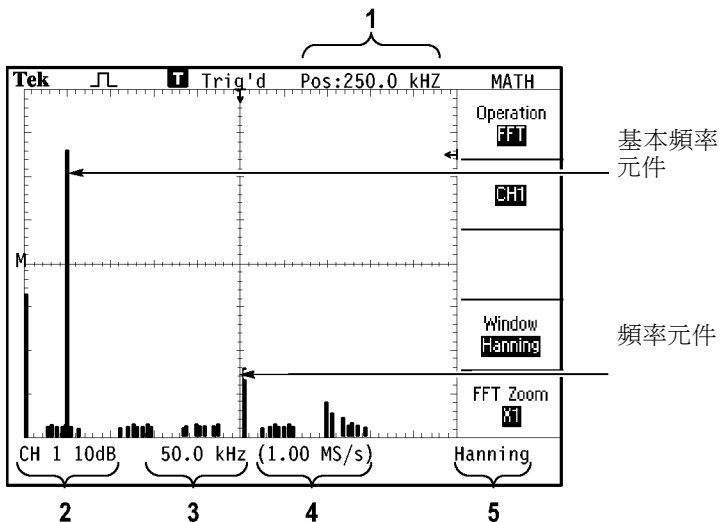 1
Tek T Trig'd Pos:250.0 kHZ MATH
Operation
FFT
基本頻率
元件
CH1
M
Window
Hanning
頻率元件
FFT Zoom
X1
CH 1 10dB 50.0 kHz (1.00 MS/s) Hanning
2 3 4 5